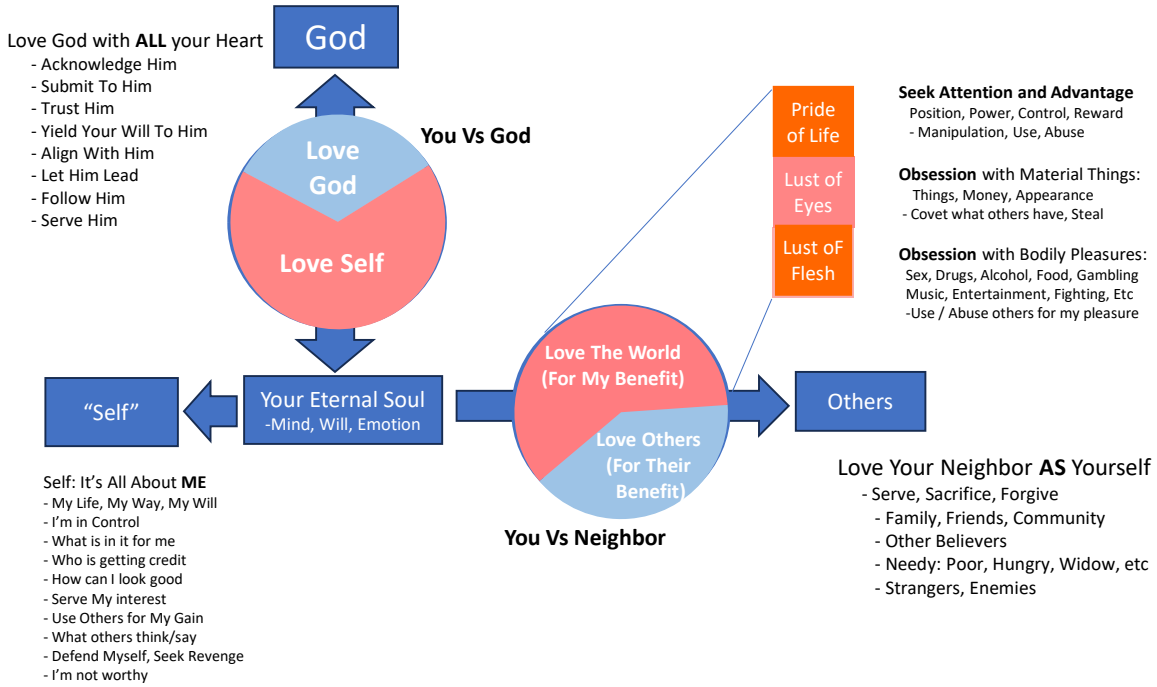 God
Love God with ALL your Heart
- Acknowledge Him
- Submit To Him
- Trust Him
- Yield Your Will To Him
- Align With Him
- Let Him Lead
- Follow Him
- Serve Him
You Vs God
Love
God
Love Self
Pride
of Life
Lust of
Eyes
Lust oF
Flesh
Seek Attention and Advantage
Position, Power, Control, Reward
- Manipulation, Use, Abuse
Obsession with Material Things:
Things, Money, Appearance
- Covet what others have, Steal
Obsession with Bodily Pleasures:
Sex, Drugs, Alcohol, Food, Gambling
Music, Entertainment, Fighting, Etc
-Use / Abuse others for my pleasure
"Self"
Your Eternal Soul
-Mind, Will, Emotion
Love The World
(For My Benefit)
Love Others
(For Their
Benefit)
Others
You Vs Neighbor
Self: It's All About ME
- My Life, My Way, My Will
- I'm in Control
- What is in it for me
- Who is getting credit
- How can I look good
- Serve My interest
- Use Others for My Gain
- What others think/say
- Defend Myself, Seek Revenge
- I'm not worthy
Love Your Neighbor AS Yourself
- Serve, Sacrifice, Forgive
- Family, Friends, Community
- Other Believers
- Needy: Poor, Hungry, Widow, etc
- Strangers, Enemies